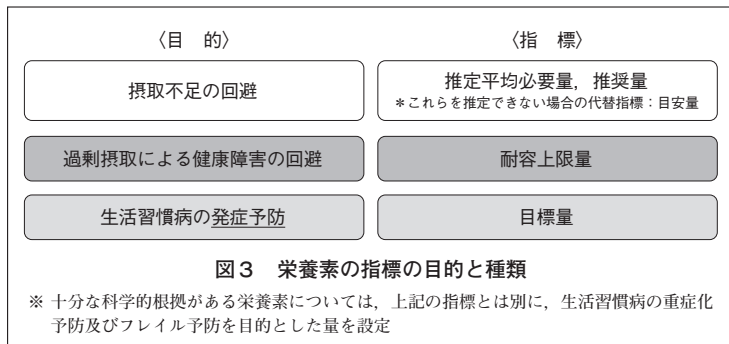 〈目 的〉 〈指 標〉
摂取不足の回避
推定平均必要量，推奨量
＊これらを推定できない場合の代替指標：目安量
過剰摂取による健康障害の回避
耐容上限量
生活習慣病の発症予防
目標量
図３ 栄養素の指標の目的と種類
※ 十分な科学的根拠がある栄養素については，上記の指標とは別に，生活習慣病の重症化
予防及びフレイル予防を目的とした量を設定